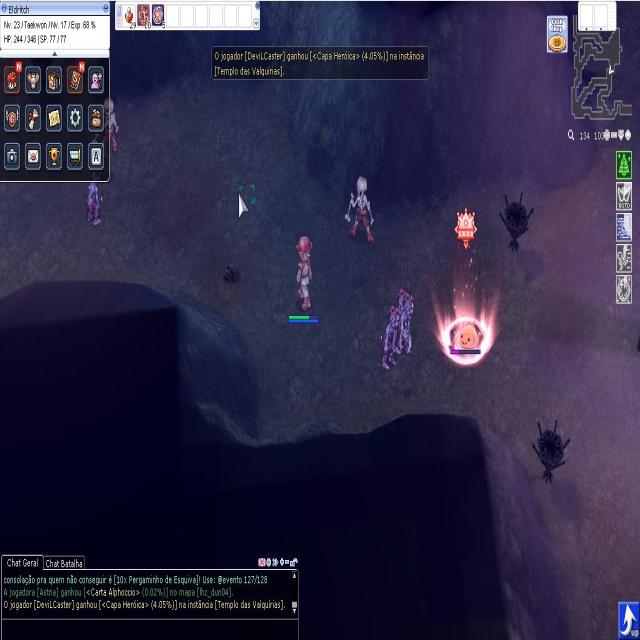 Eldritch
Nv. 23 / Taekwon / Nv. 17 / Exp. 68 %
HP. 244 / 346 | SP. 77 / 77
N
N
A
29
O jogador [DeviLCaster] ganhou [<Capa Heróica> (4.05%)] na instância
[Templo das Valquírias].
134
Chat Geral
Chat Batalha
consolação pra quem não conseguir é [10x Pergaminho de Esquiva]! Use: @evento 127/128
A jogadora [Astria] ganhou [<Carta Alphoccio> (0.02%)] no mapa [lhz_dun04].
O jogador [DeviLCaster] ganhou [<Capa Heróica> (4.05%)] na instância [Templo das Valquírias].